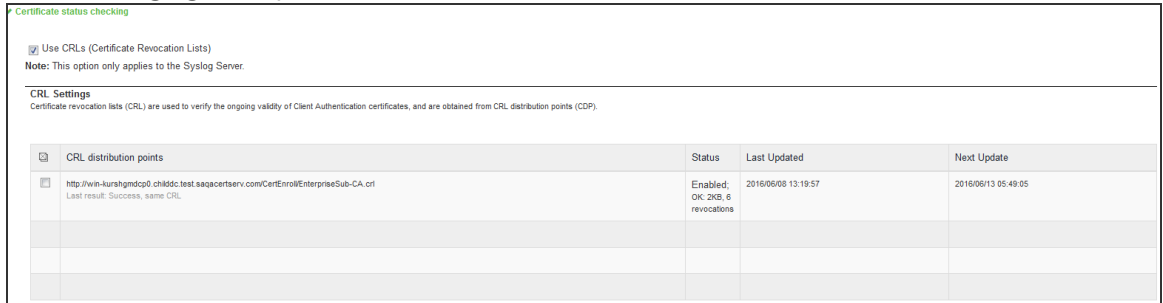 Certificate status checking
Use CRLs (Certificate Revocation Lists)
Note: This option only applies to the Syslog Server.
CRL Settings
Certificate revocation lists (CRL) are used to verify the ongoing validity of Client Authentication certificates, and are obtained from CRL distribution points (CDP).
CRL distribution points Status Last Updated Next Update
http://win-kurshgmdcp0.childdc.test.saqacertserv.com/CertEnroll/EnterpriseSub-CA.crl Enabled; 2016/06/08 13:19:57 2016/06/13 05:49:05
Last result: Success, same CRL OK: 2KB, 6
revocations